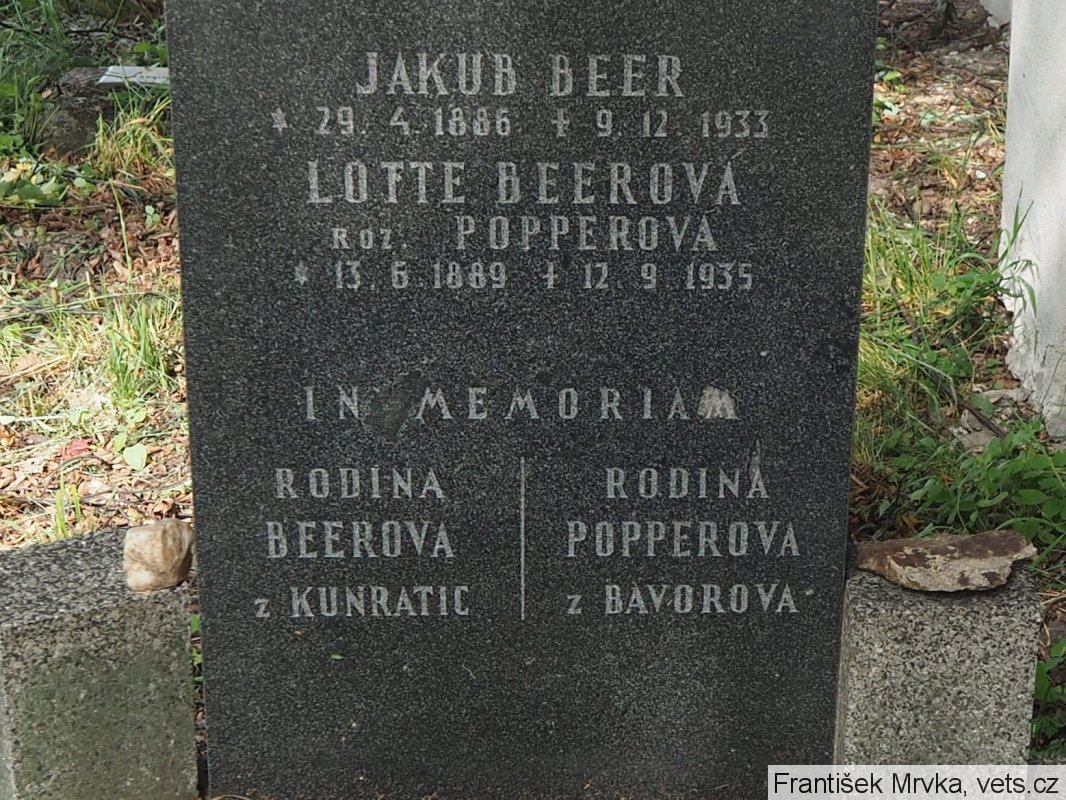 JAKUB BEER
* 29. 4. 1886 ✝ 9. 12. 1933
LOTTE BEEROVÁ
ROZ. POPPEROVÁ
* 13. 6. 1889 ✝ 12. 9. 1935
IN MEMORIAM
RODINA
BEEROVA
z KUNRATIC
RODINA
POPPEROVA
z BAVOROVA
František Mrvka, vets.cz